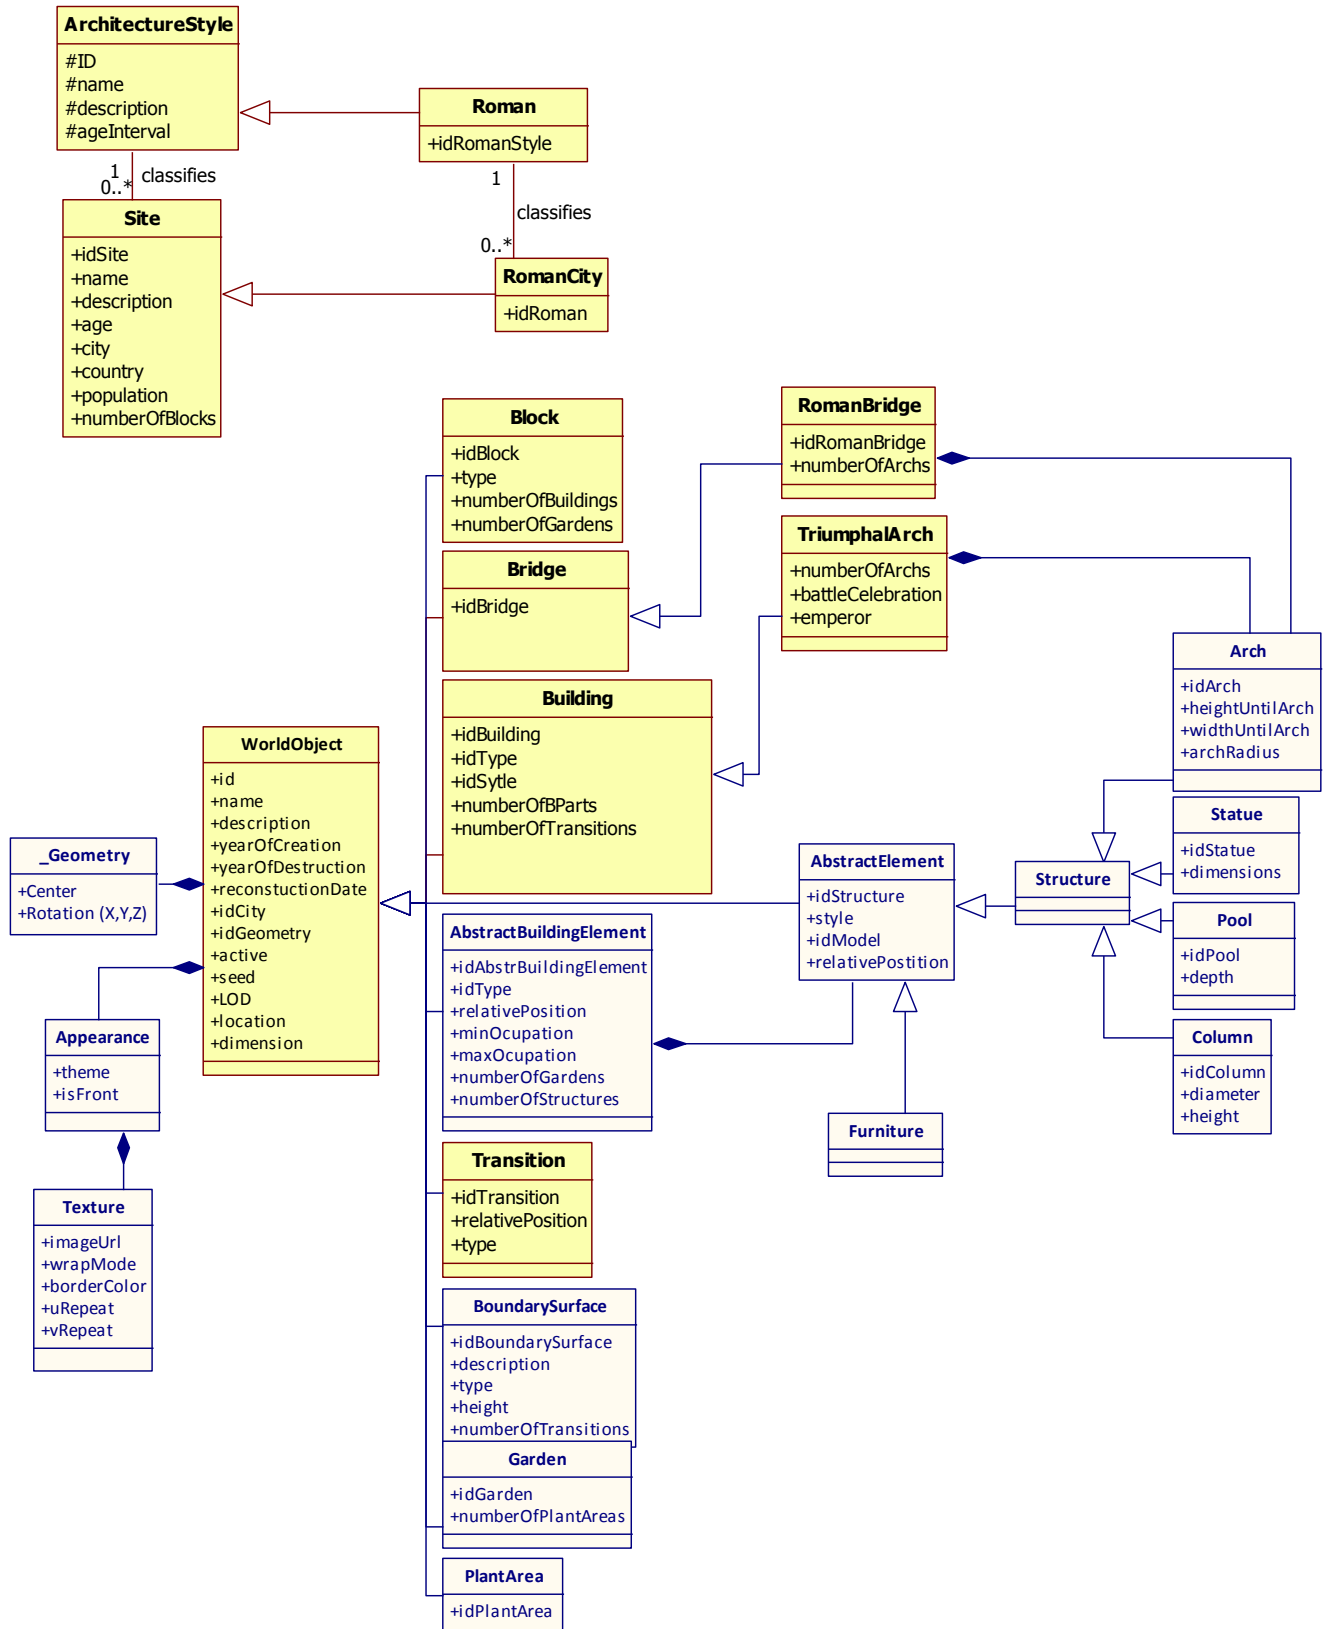 ArchitectureStyle
#ID
#name
#description
#ageInterval
Roman
+idRomanStyle
1
0..*
classifies
1
classifies
0..*
Site
+idSite
+name
+description
+age
+city
+country
+population
+numberOfBlocks
RomanCity
+idRoman
Block
+idBlock
+type
+numberOfBuildings
+numberOfGardens
RomanBridge
+idRomanBridge
+numberOfArchs
Bridge
+idBridge
TriumphalArch
+numberOfArchs
+battleCelebration
+emperor
Arch
+idArch
+heightUntilArch
+widthUntilArch
+archRadius
Building
+idBuilding
+idType
+idSytle
+numberOfBParts
+numberOfTransitions
WorldObject
+id
+name
+description
+yearOfCreation
+yearOfDestruction
+reconstuctionDate
+idCity
+idGeometry
+active
+seed
+LOD
+location
+dimension
_Geometry
+Center
+Rotation (X,Y,Z)
Statue
+idStatue
+dimensions
AbstractElement
+idStructure
+style
+idModel
+relativePostition
Structure
Pool
+idPool
+depth
AbstractBuildingElement
+idAbstrBuildingElement
+idType
+relativePosition
+minOcupation
+maxOcupation
+numberOfGardens
+numberOfStructures
Appearance
+theme
+isFront
Column
+idColumn
+diameter
+height
Furniture
Transition
+idTransition
+relativePosition
+type
Texture
+imageUrl
+wrapMode
+borderColor
+uRepeat
+vRepeat
BoundarySurface
+idBoundarySurface
+description
+type
+height
+numberOfTransitions
Garden
+idGarden
+numberOfPlantAreas
PlantArea
+idPlantArea